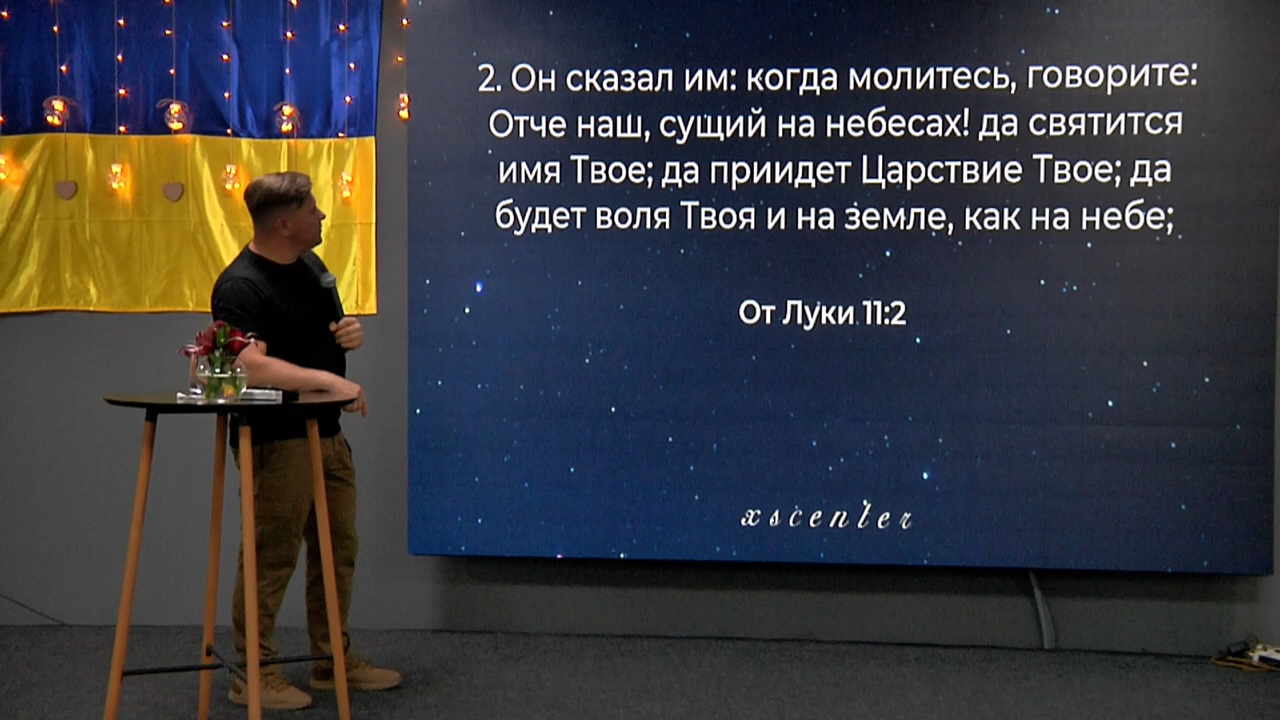 2. Он сказал им: когда молитесь, говорите:
Отче наш, сущий на небесах! да святится
имя Твое; да приидет Царствие Твое; да
будет воля Твоя и на земле, как на небе;
От Луки 11:2
xscenter